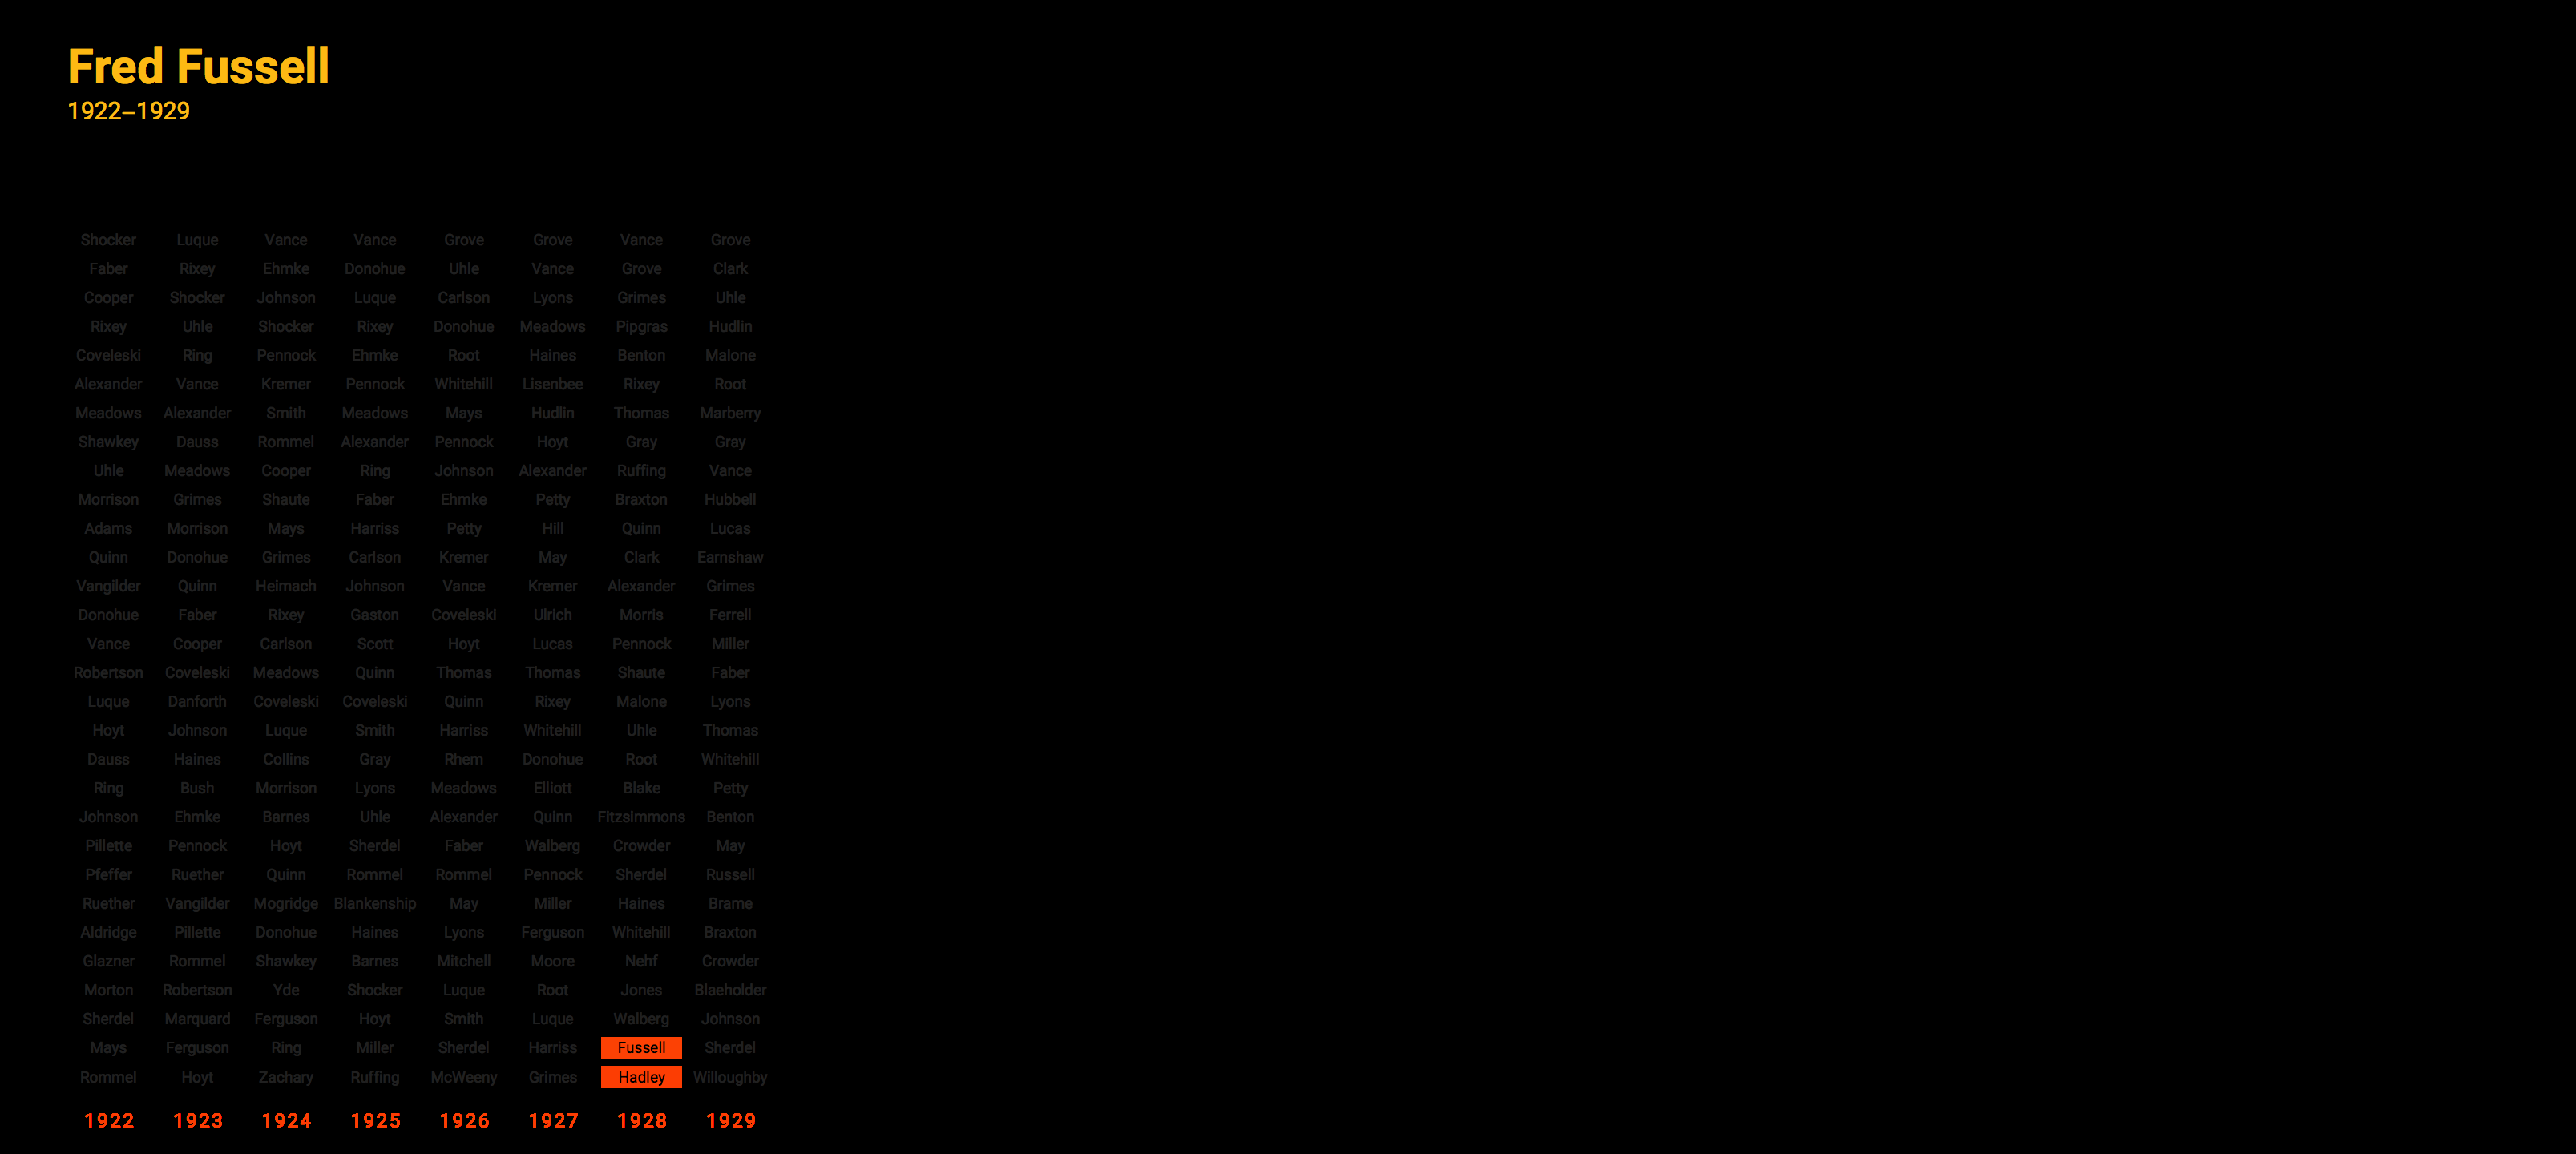 Fred Fussell
1922–1929
Shocker Luque Vance Vance Grove Grove Vance Grove
Faber Rixey Ehmke Donohue Uhle Vance Grove Clark
Cooper Shocker Johnson Luque Carlson Lyons Grimes Uhle
Rixey Uhle Shocker Rixey Donohue Meadows Pipgras Hudlin
Coveleski Ring Pennock Ehmke Root Haines Benton Malone
Alexander Vance Kremer Pennock Whitehill Lisenbee Rixey Root
Meadows Alexander Smith Meadows Mays Hudlin Thomas Marberry
Shawkey Dauss Rommel Alexander Pennock Hoyt Gray Gray
Uhle Meadows Cooper Ring Johnson Alexander Ruffing Vance
Morrison Grimes Shaute Faber Ehmke Petty Braxton Hubbell
Adams Morrison Mays Harriss Petty Hill Quinn Lucas
Quinn Donohue Grimes Carlson Kremer May Clark Earnshaw
Vangilder Quinn Heimach Johnson Vance Kremer Alexander Grimes
Donohue Faber Rixey Gaston Coveleski Ulrich Morris Ferrell
Vance Cooper Carlson Scott Hoyt Lucas Pennock Miller
Robertson Coveleski Meadows Quinn Thomas Thomas Shaute Faber
Luque Danforth Coveleski Coveleski Quinn Rixey Malone Lyons
Hoyt Johnson Luque Smith Harriss Whitehill Uhle Thomas
Dauss Haines Collins Gray Rhem Donohue Root Whitehill
Ring Bush Morrison Lyons Meadows Elliott Blake Petty
Johnson Ehmke Barnes Uhle Alexander Quinn Fitzsimmons Benton
Pillette Pennock Hoyt Sherdel Faber Walberg Crowder May
Pfeffer Ruether Quinn Rommel Rommel Pennock Sherdel Russell
Ruether Vangilder Mogridge Blankenship May Miller Haines Brame
Aldridge Pillette Donohue Haines Lyons Ferguson Whitehill Braxton
Glazner Rommel Shawkey Barnes Mitchell Moore Nehf Crowder
Morton Robertson Yde Shocker Luque Root Jones Blaeholder
Sherdel Marquard Ferguson Hoyt Smith Luque Walberg Johnson
Mays Ferguson Ring Miller Sherdel Harriss Fussell Sherdel
Rommel Hoyt Zachary Ruffing McWeeny Grimes Hadley Willoughby
1922 1923 1924 1925 1926 1927 1928 1929